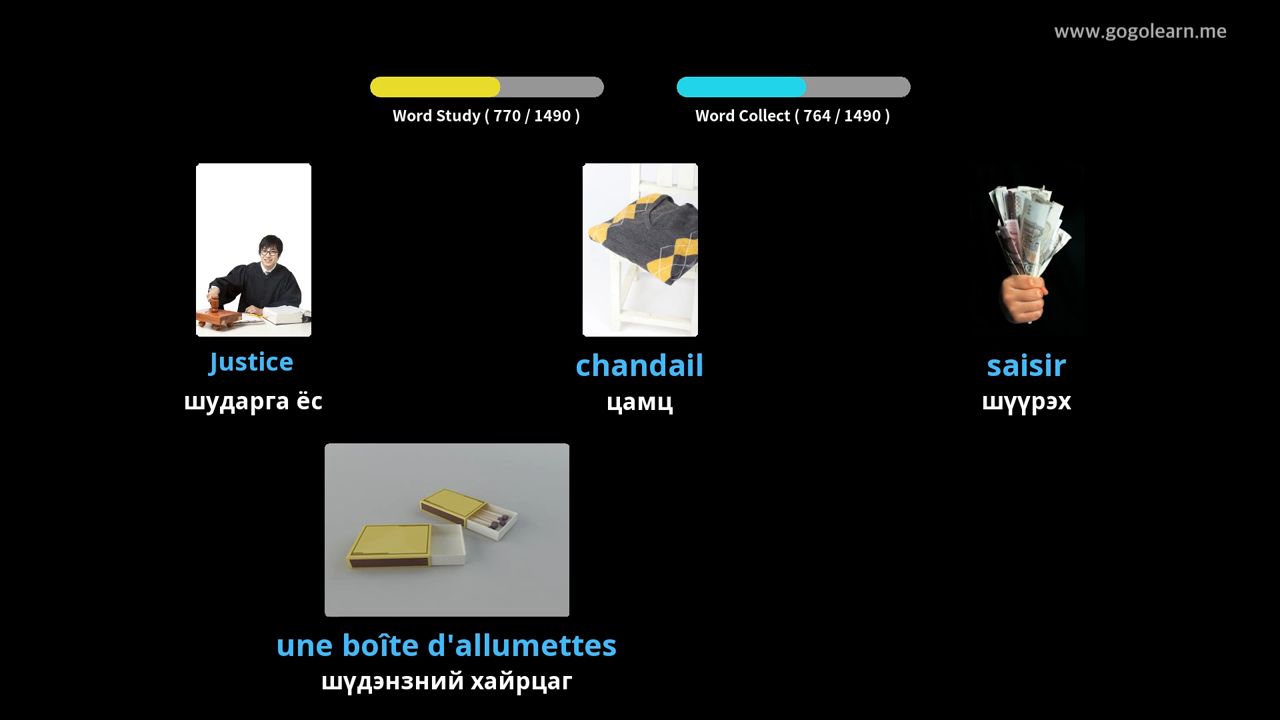 www.gogolearn.me
Word Study ( 770 / 1490 )
Word Collect ( 764 / 1490 )
Justice
шударга ёс
chandail
цамц
saisir
шүүрэх
une boîte d'allumettes
шүдэнзний хайрцаг